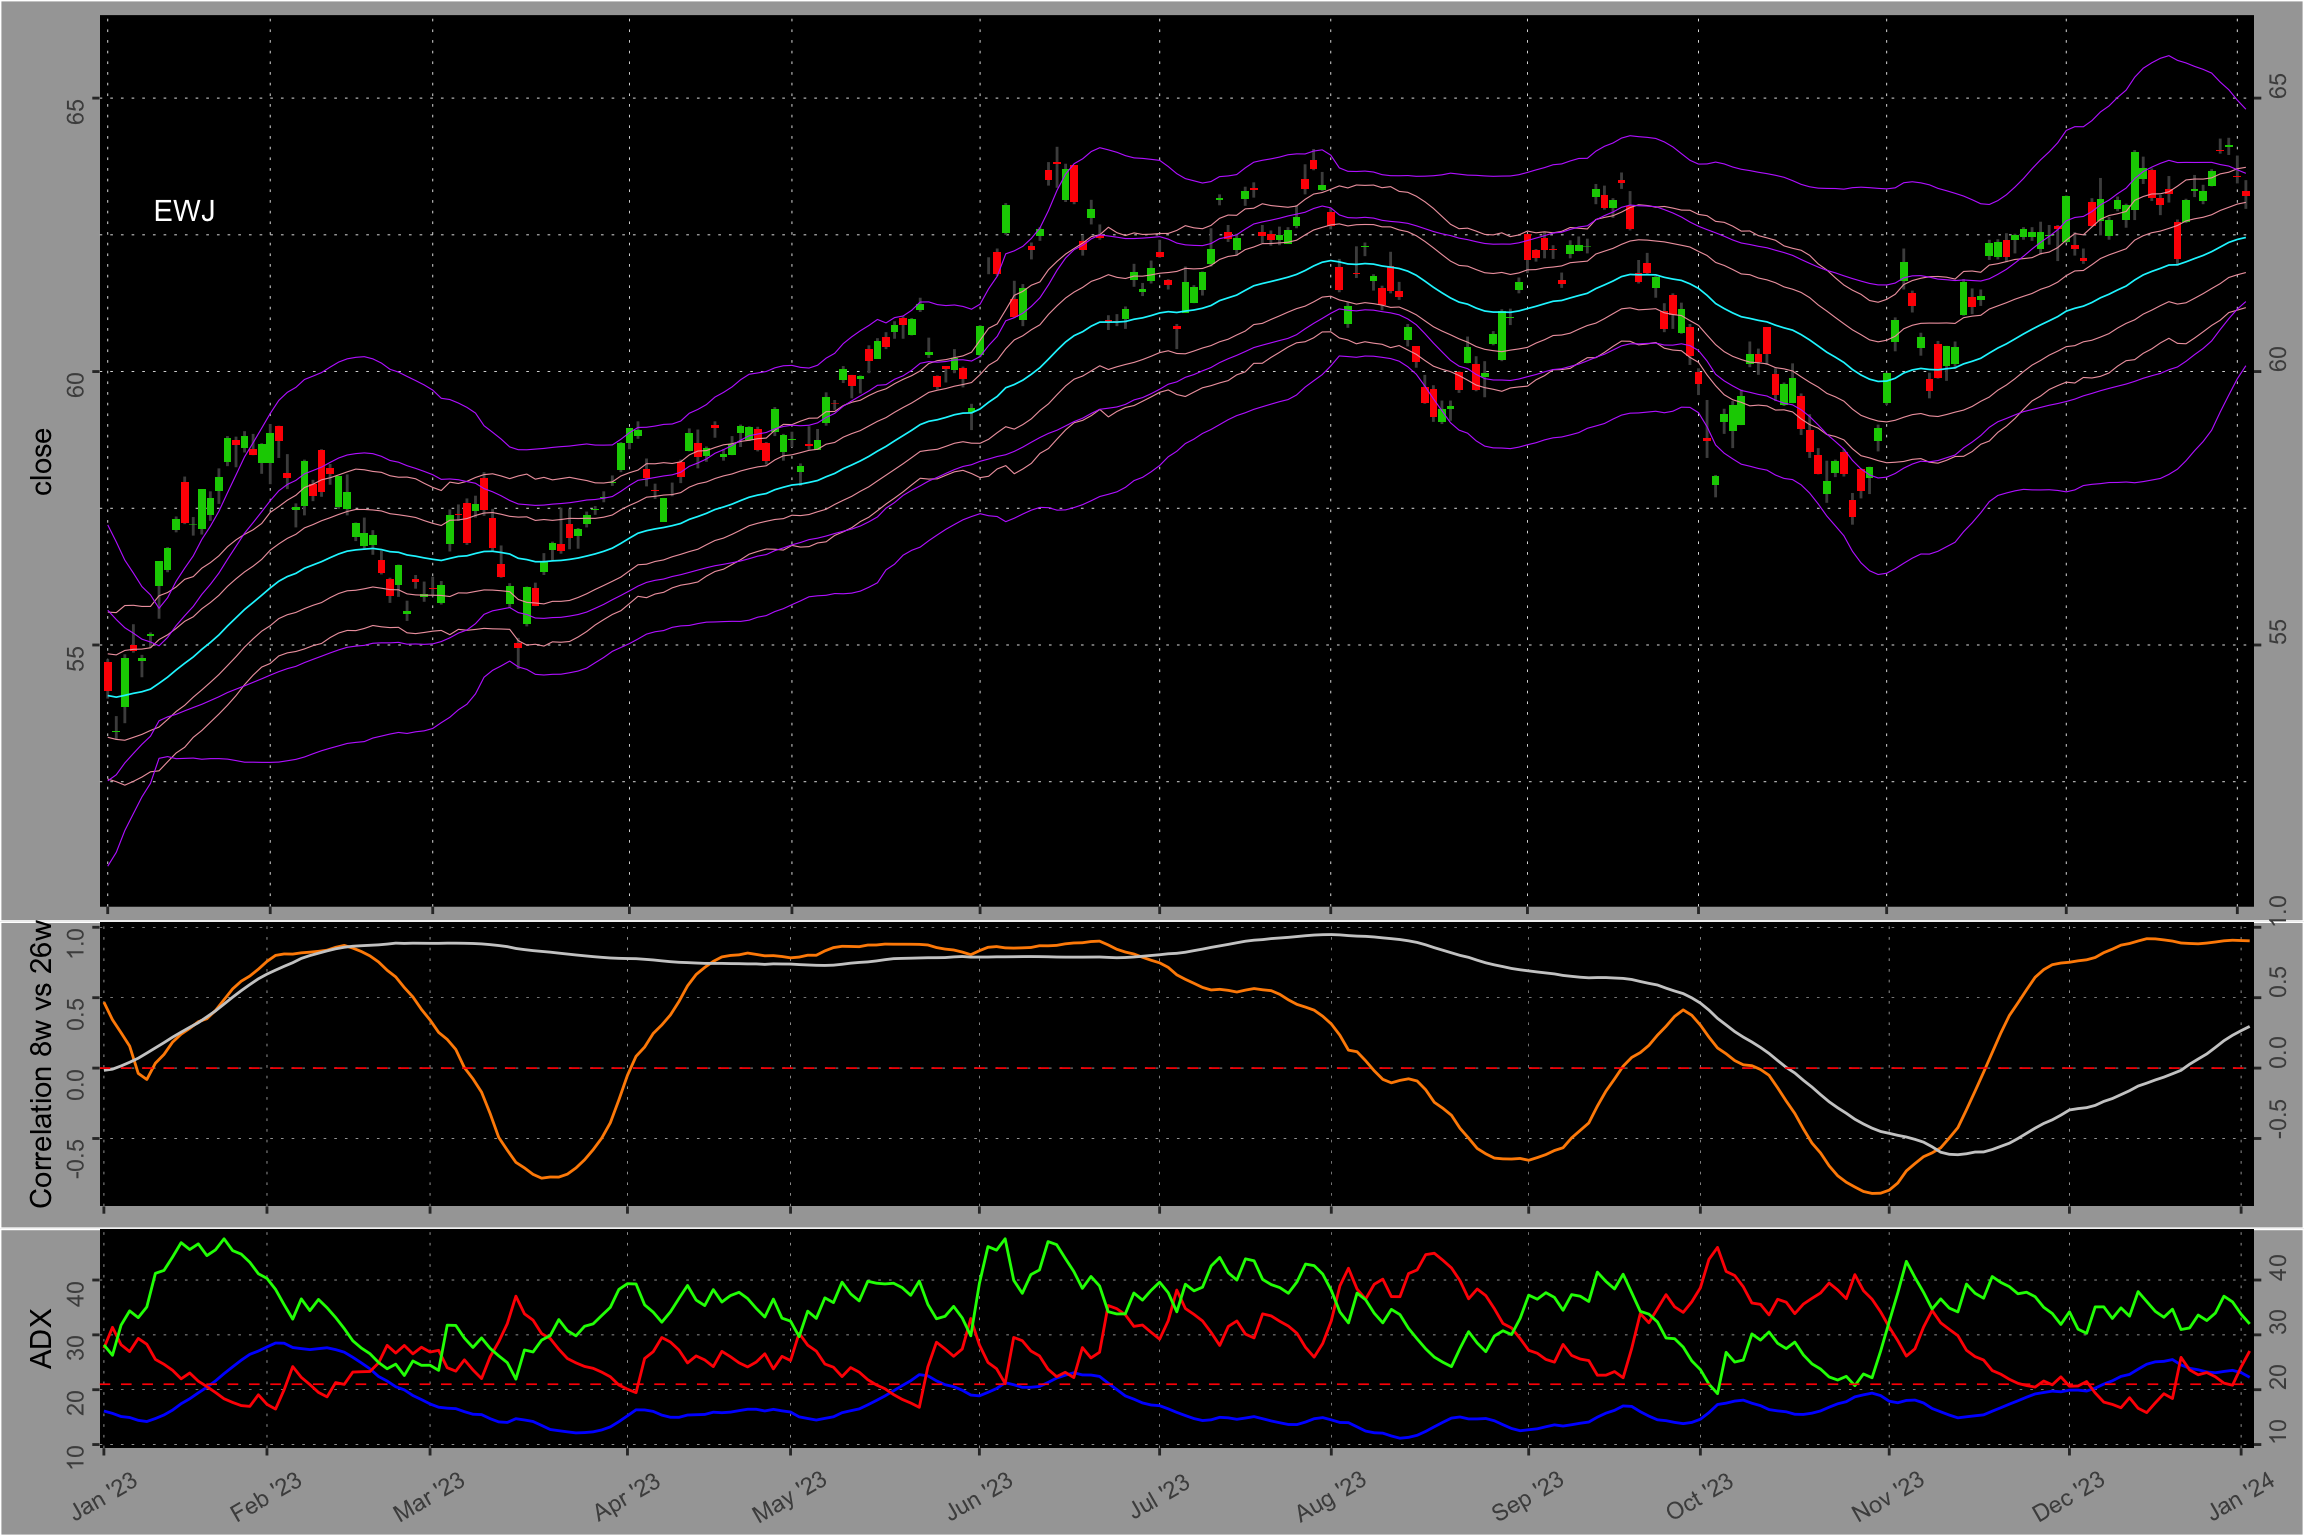 65
65
EWJ
close
60
60
55
55
1.0
Correlation 8w vs 26w
1.0
0.5
0.5
0.0
0.0
-0.5
-0.5
ADX
40
40
30
30
20
20
10
10
Jan '23
Feb '23
Mar '23
Apr '23
May '23
Jun '23
Jul '23
Aug '23
Sep '23
Oct '23
Nov '23
Dec '23
Jan '24